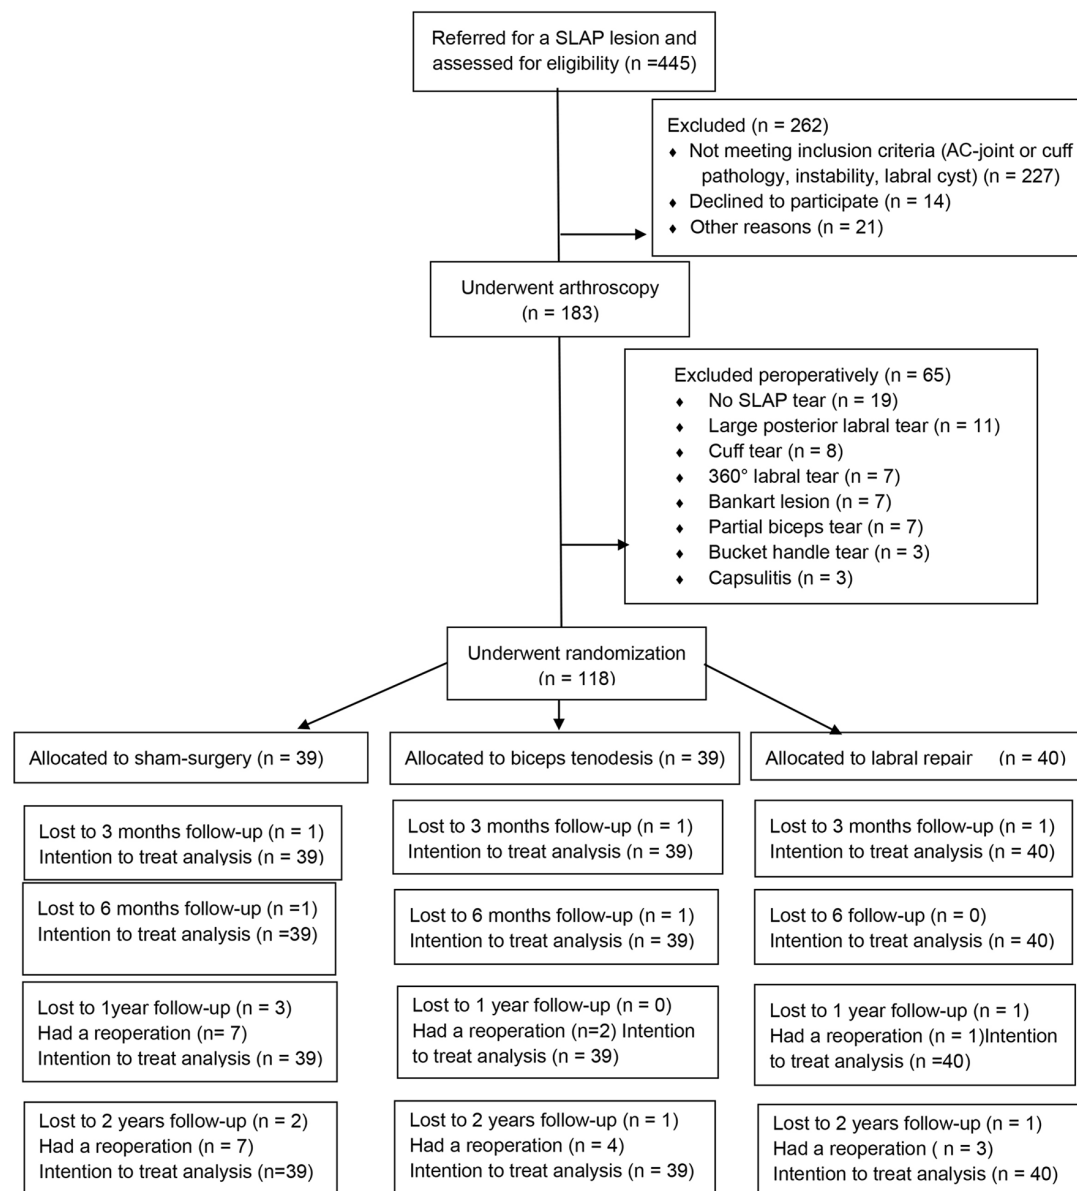 Referred for a SLAP lesion and
assessed for eligibility (n =445)
Excluded (n = 262)
♦ Not meeting inclusion criteria (AC-joint or cuff
pathology, instability, labral cyst) (n = 227)
♦ Declined to participate (n = 14)
♦ Other reasons (n = 21)
Underwent arthroscopy
(n = 183)
Excluded peroperatively (n = 65)
♦ No SLAP tear (n = 19)
♦ Large posterior labral tear (n = 11)
♦ Cuff tear (n = 8)
♦ 360° labral tear (n = 7)
♦ Bankart lesion (n = 7)
♦ Partial biceps tear (n = 7)
♦ Bucket handle tear (n = 3)
♦ Capsulitis (n = 3)
Underwent randomization
(n = 118)
Allocated to sham-surgery (n = 39)
Allocated to biceps tenodesis (n = 39)
Allocated to labral repair (n = 40)
Lost to 3 months follow-up (n = 1)
Intention to treat analysis (n = 39)
Lost to 3 months follow-up (n = 1)
Intention to treat analysis (n = 39)
Lost to 3 months follow-up (n = 1)
Intention to treat analysis (n = 40)
Lost to 6 months follow-up (n =1)
Intention to treat analysis (n =39)
Lost to 6 months follow-up (n = 1)
Intention to treat analysis (n = 39)
Lost to 6 follow-up (n = 0)
Intention to treat analysis (n = 40)
Lost to 1year follow-up (n = 3)
Had a reoperation (n= 7)
Intention to treat analysis (n = 39)
Lost to 1 year follow-up (n = 0)
Had a reoperation (n=2) Intention
to treat analysis (n = 39)
Lost to 1 year follow-up (n = 1)
Had a reoperation (n = 1)Intention
to treat analysis (n =40)
Lost to 2 years follow-up (n = 2)
Had a reoperation (n = 7)
Intention to treat analysis (n=39)
Lost to 2 years follow-up (n = 1)
Had a reoperation (n = 4)
Intention to treat analysis (n = 39)
Lost to 2 years follow-up (n = 1)
Had a reoperation ( n = 3)
Intention to treat analysis (n = 40)